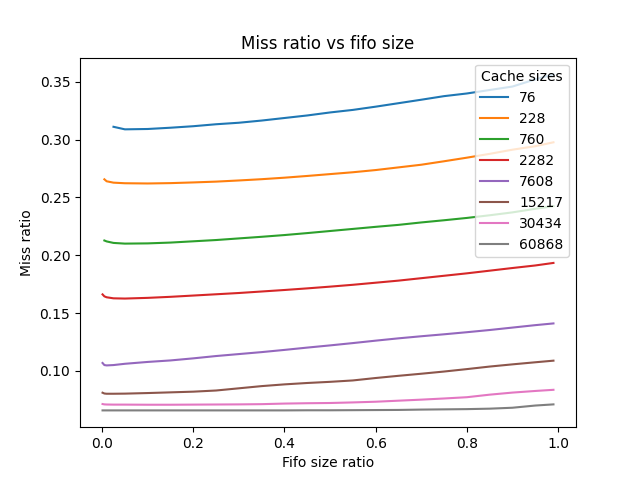 Miss ratio vs fifo size
Cache sizes
76
228
760
2282
7608
15217
30434
60868
0.35
0.30
0.25
0.20
0.15
0.10
Miss ratio
0.0 0.2 0.4 0.6 0.8 1.0
Fifo size ratio